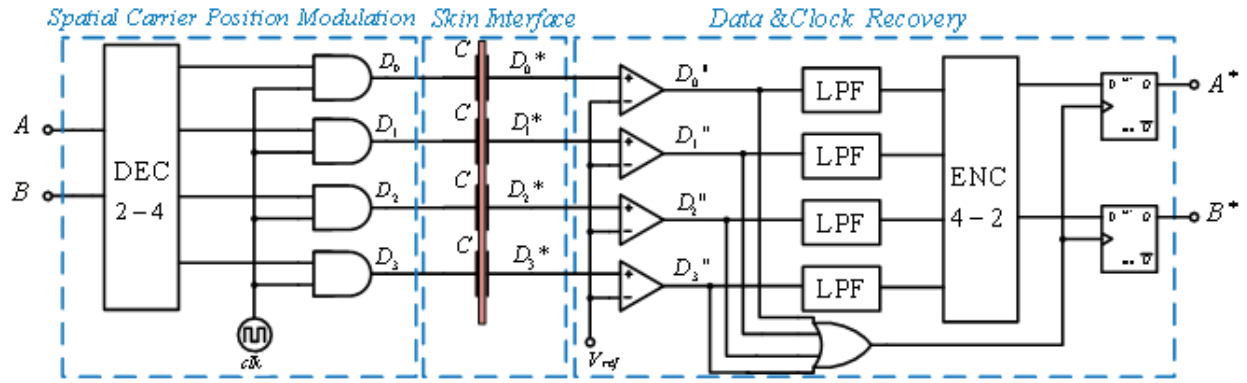 Spatial Carrier Position Modulation
Skin Interface
Data &Clock Recovery
A
B
DEC
2-4
clk
D0
D1
D2
D3
C
C
C
C
D0*
D1*
D2*
D3*
Vref
D0"
D1"
D2"
D3"
LPF
LPF
LPF
LPF
ENC
4-2
D Q
Q
D Q
Q
A*
B*